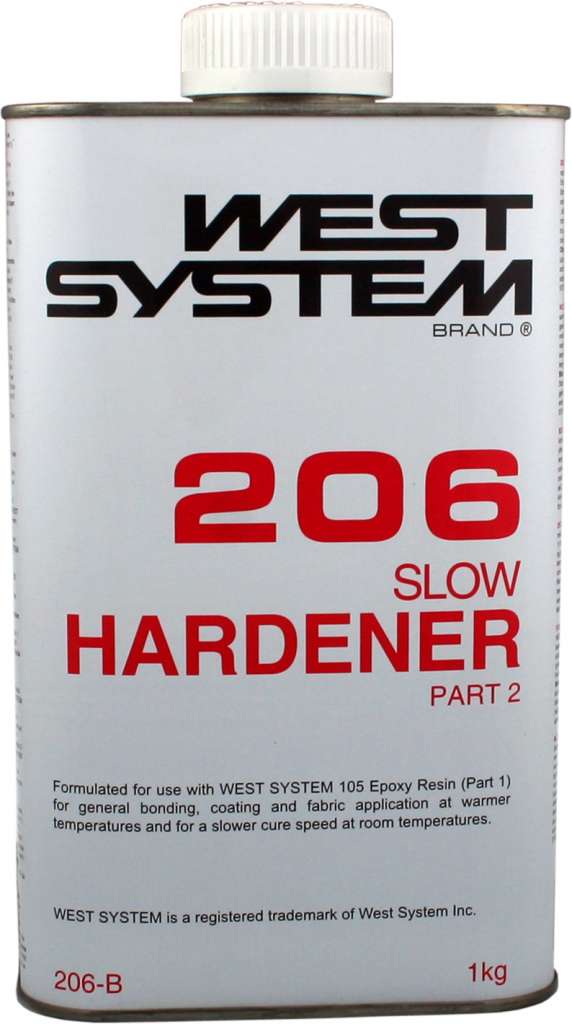 WEST
SYSTEM
BRAND ®
206
SLOW
HARDENER
PART 2
Formulated for use with WEST SYSTEM 105 Epoxy Resin (Part 1)
for general bonding, coating and fabric application at warmer
temperatures and for a slower cure speed at room temperatures.
WEST SYSTEM is a registered trademark of West System Inc.
206-B 1kg